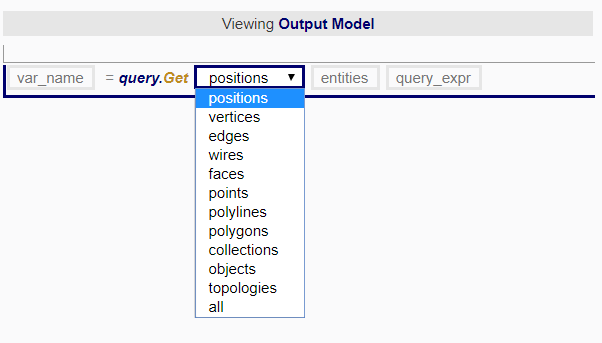 Viewing Output Model
var_name = query.Get positions ▼ entities query_expr
positions
vertices
edges
wires
faces
points
polylines
polygons
collections
objects
topologies
all